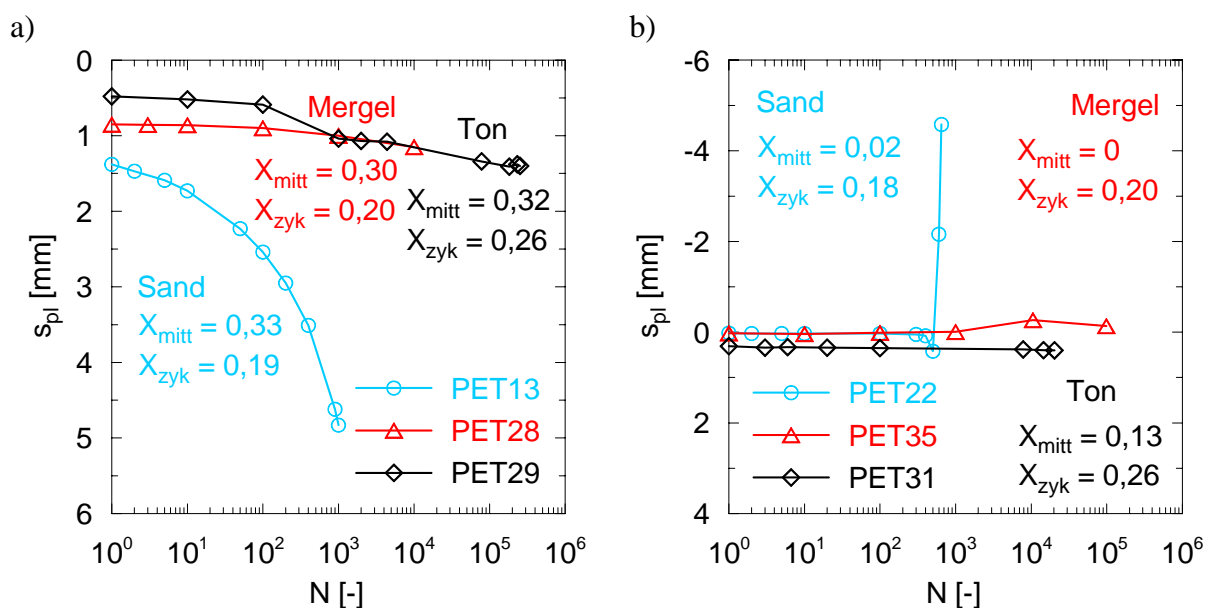 a)
0
1
2
3
4
5
6
s_pl [mm]
Mergel
X_mitt = 0,30
X_zyk = 0,20
Ton
X_mitt = 0,32
X_zyk = 0,26
Sand
X_mitt = 0,33
X_zyk = 0,19
PET13
PET28
PET29
10^0 10^1 10^2 10^3 10^4 10^5 10^6
N [-]
b)
-6
-4
-2
0
2
4
s_pl [mm]
Sand
X_mitt = 0,02
X_zyk = 0,18
Mergel
X_mitt = 0
X_zyk = 0,20
PET22
PET35
PET31
Ton
X_mitt = 0,13
X_zyk = 0,26
10^0 10^1 10^2 10^3 10^4 10^5 10^6
N [-]